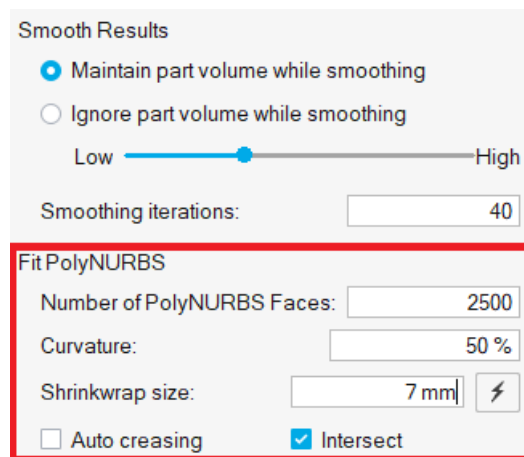 Smooth Results
Maintain part volume while smoothing
Ignore part volume while smoothing
Low High
Smoothing iterations: 40
Fit PolyNURBS
Number of PolyNURBS Faces: 2500
Curvature: 50 %
Shrinkwrap size: 7 mm
Auto creasing Intersect